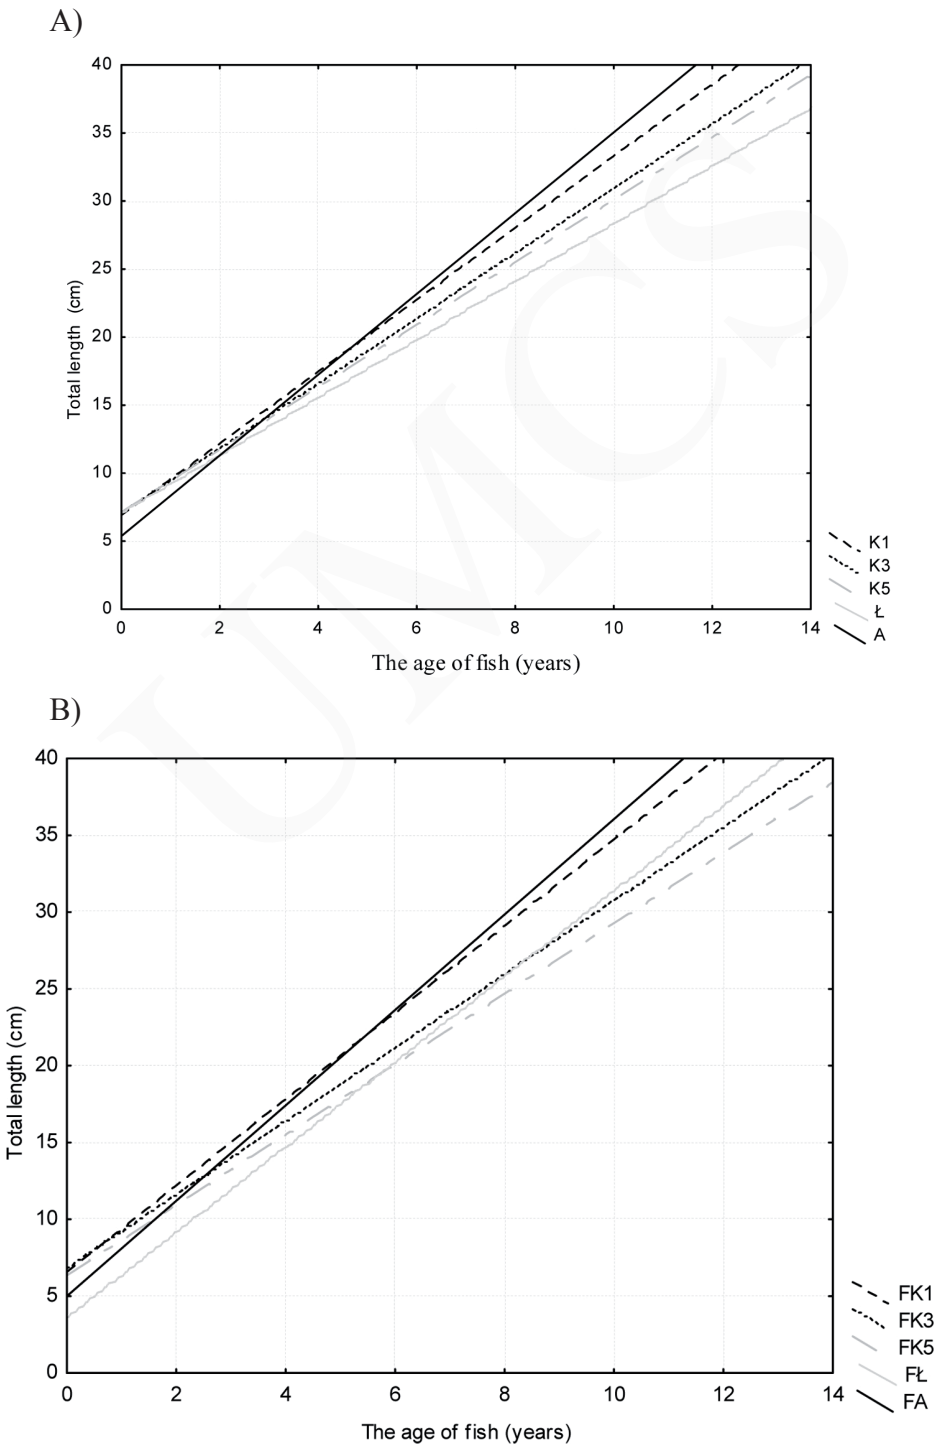 A)
40
35
30
25
20
15
10
5
0
Total length (cm)
0 2 4 6 8 10 12 14
The age of fish (years)
K1
K3
K5
Ł
A
UMCS
B)
40
35
30
25
20
15
10
5
0
Total length (cm)
0 2 4 6 8 10 12 14
The age of fish (years)
FK1
FK3
FK5
FŁ
FA